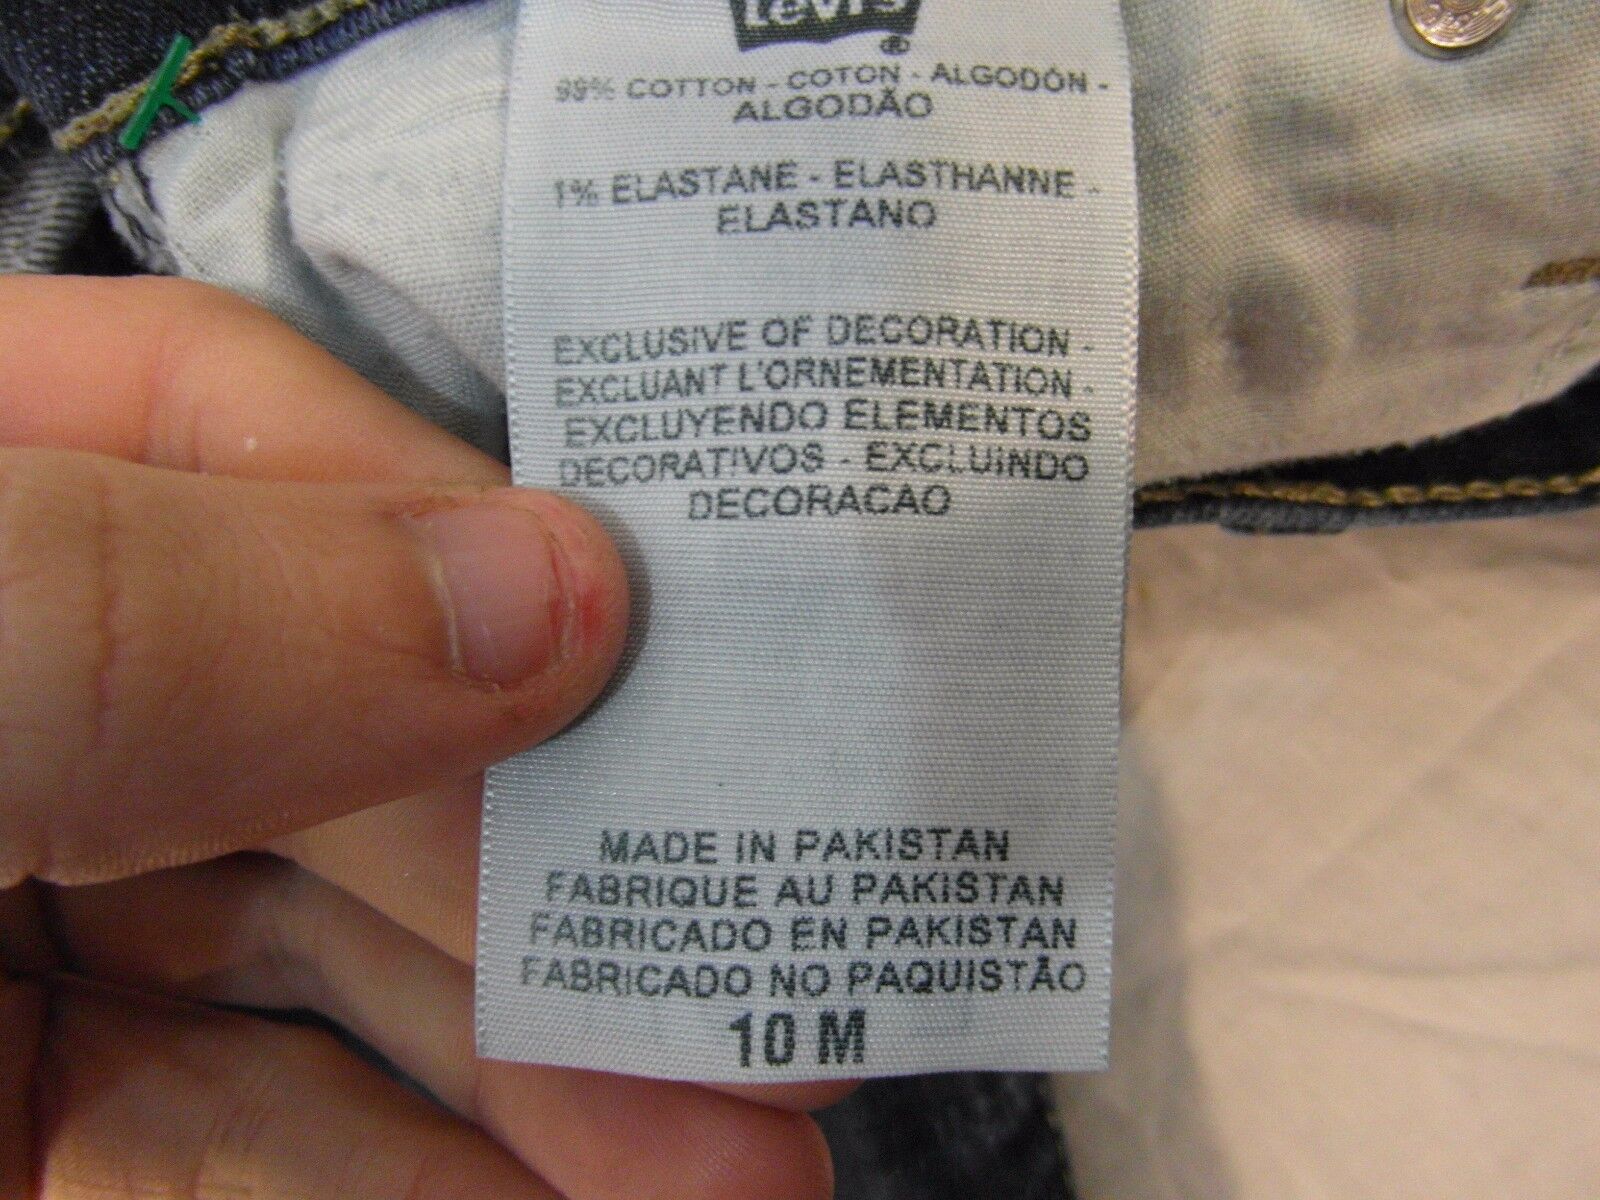 Levi's
®
99% COTTON - COTON - ALGODÓN -
ALGODÃO
1% ELASTANE - ELASTHANNE -
ELASTANO
EXCLUSIVE OF DECORATION -
EXCLUANT L'ORNEMENTATION -
EXCLUYENDO ELEMENTOS
DECORATIVOS - EXCLUINDO
DECORACAO
MADE IN PAKISTAN
FABRIQUE AU PAKISTAN
FABRICADO EN PAKISTAN
FABRICADO NO PAQUISTÃO
10 M